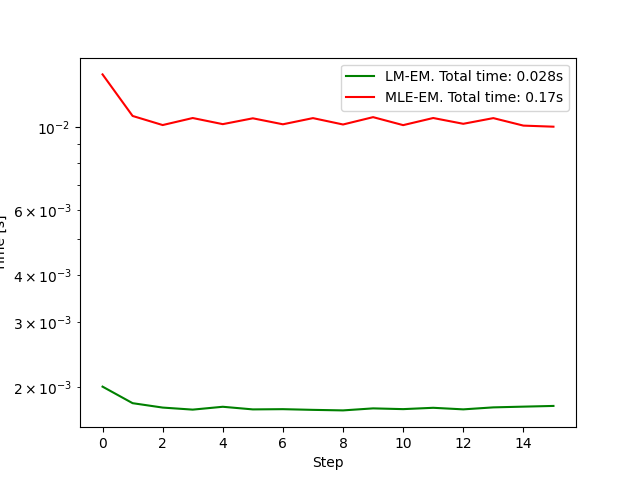 LM-EM. Total time: 0.028s
MLE-EM. Total time: 0.17s
10⁻²
6 × 10⁻³
4 × 10⁻³
3 × 10⁻³
2 × 10⁻³
0 2 4 6 8 10 12 14
Step